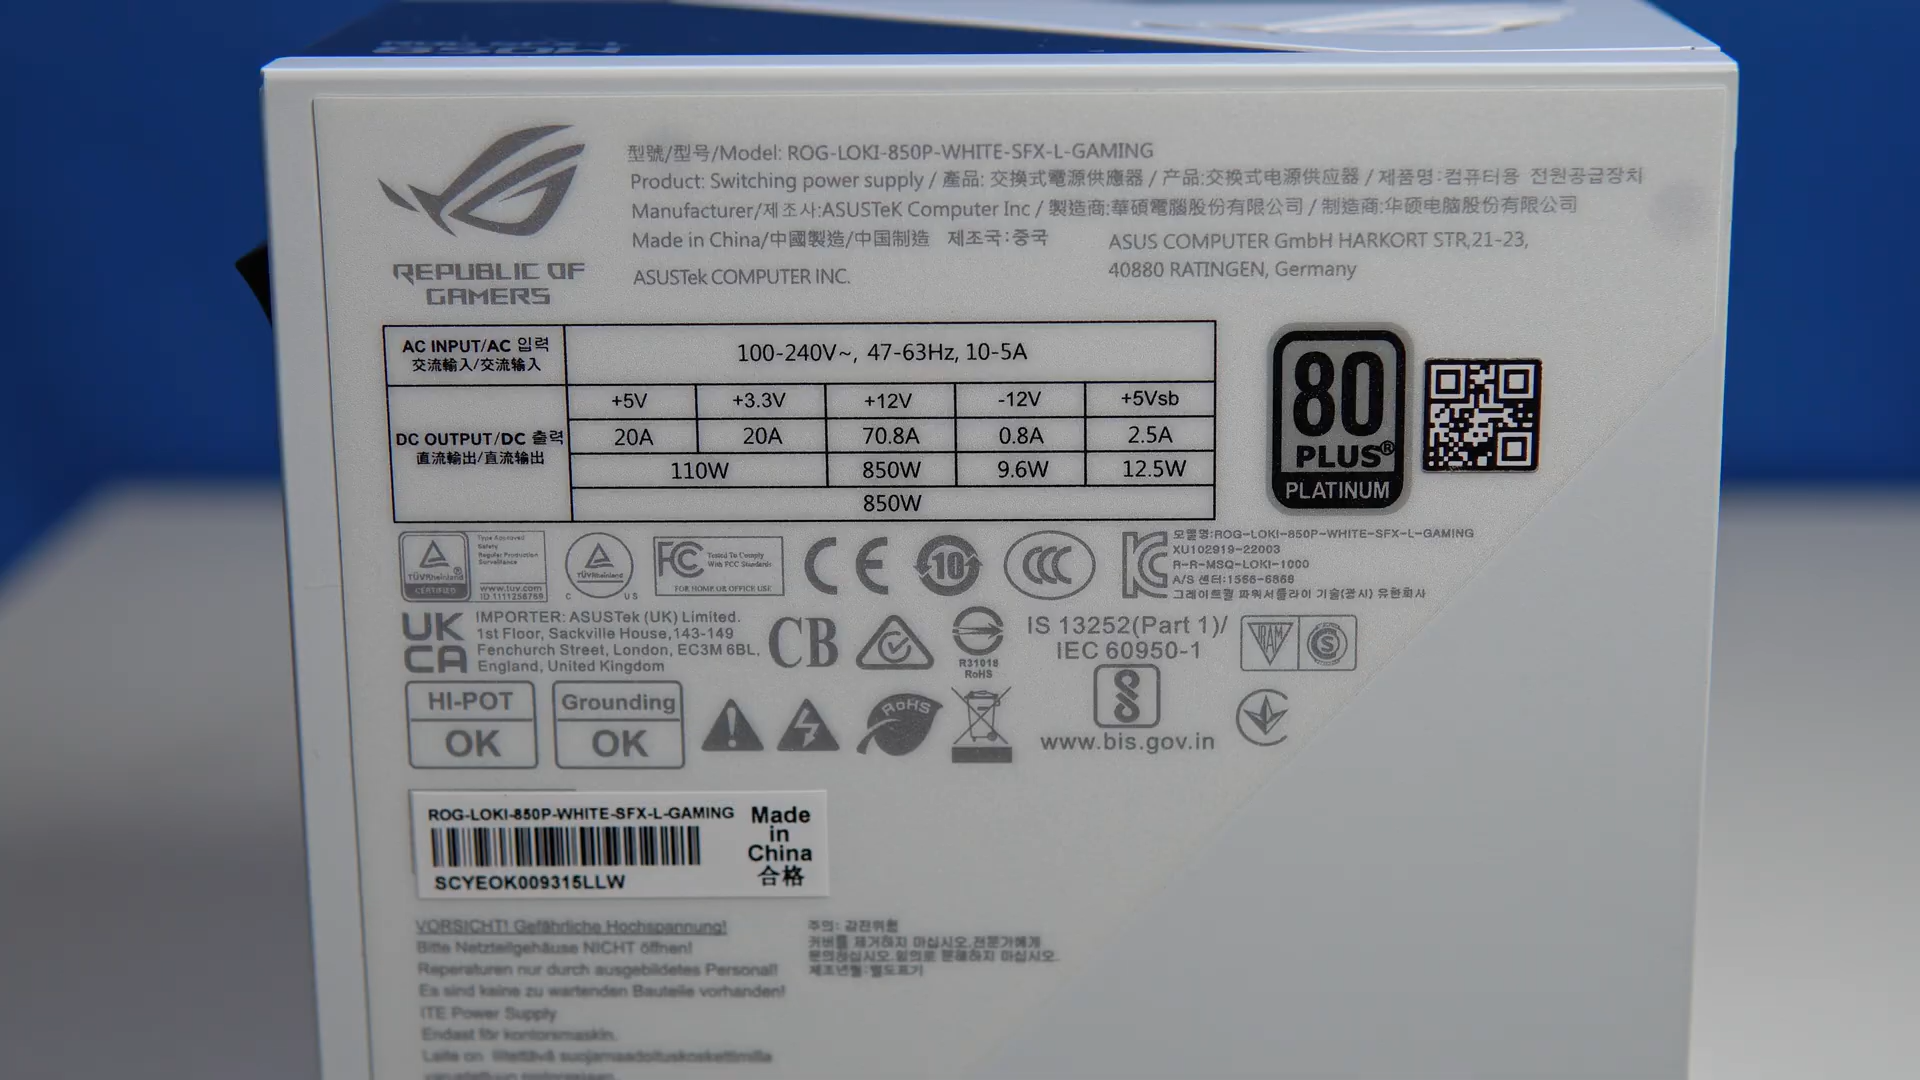 REPUBLIC OF
GAMERS
型號/型号/Model: ROG-LOKI-850P-WHITE-SFX-L-GAMING
Product: Switching power supply / 產品: 交換式電源供應器 / 产品:交换式电源供应器 / 제품명:컴퓨터용 전원공급장치
Manufacturer/제조사:ASUSTeK Computer Inc / 製造商:華碩電腦股份有限公司 / 制造商:华硕电脑股份有限公司
Made in China/中國製造/中国制造 제조국:중국
ASUSTek COMPUTER INC.
ASUS COMPUTER GmbH HARKORT STR,21-23,
40880 RATINGEN, Germany
AC INPUT/AC 입력
交流輸入/交流输入
100-240V~, 47-63Hz, 10-5A
DC OUTPUT/DC 출력
直流輸出/直流输出
+5V +3.3V +12V -12V +5Vsb
20A 20A 70.8A 0.8A 2.5A
110W 850W 9.6W 12.5W
850W
80
PLUS®
PLATINUM
TÜVRheinland
CERTIFIED
Type Approved
Safety
Regular Production
Surveillance
www.tuv.com
ID 1111258769
TÜVRheinland
C US
FC
Tested To Comply
With FCC Standards
FOR HOME OR OFFICE USE
CE
10
CCC
KC
모델명:ROG-LOKI-850P-WHITE-SFX-L-GAMING
XU102919-22003
R-R-MSQ-LOKI-1000
A/S 센터:1566-6868
그레이트월 파워서플라이 기술(광시) 유한회사
UK
CA
IMPORTER: ASUSTek (UK) Limited.
1st Floor, Sackville House,143-149
Fenchurch Street, London, EC3M 6BL.
England, United Kingdom
CB
R31018
RoHS
IS 13252(Part 1)/
IEC 60950-1
IRAM
S
HI-POT
OK
Grounding
OK
RoHS
www.bis.gov.in
ROG-LOKI-850P-WHITE-SFX-L-GAMING
SCYEOK009315LLW
Made
in
China
合格
VORSICHT! Gefährliche Hochspannung!
Bitte Netzteilgehäuse NICHT öffnen!
Reperaturen nur durch ausgebildetes Personal!
Es sind keine zu wartenden Bauteile vorhanden!
ITE Power Supply
Endast för kontorsmaskin.
Laite on liitettävä suojamaadoituskoskettimilla
주의: 감전위험
커버를 제거하지 마십시오.전문가에게
문의하십시오.임의로 분해하지 마십시오.
제조년월:별도표기